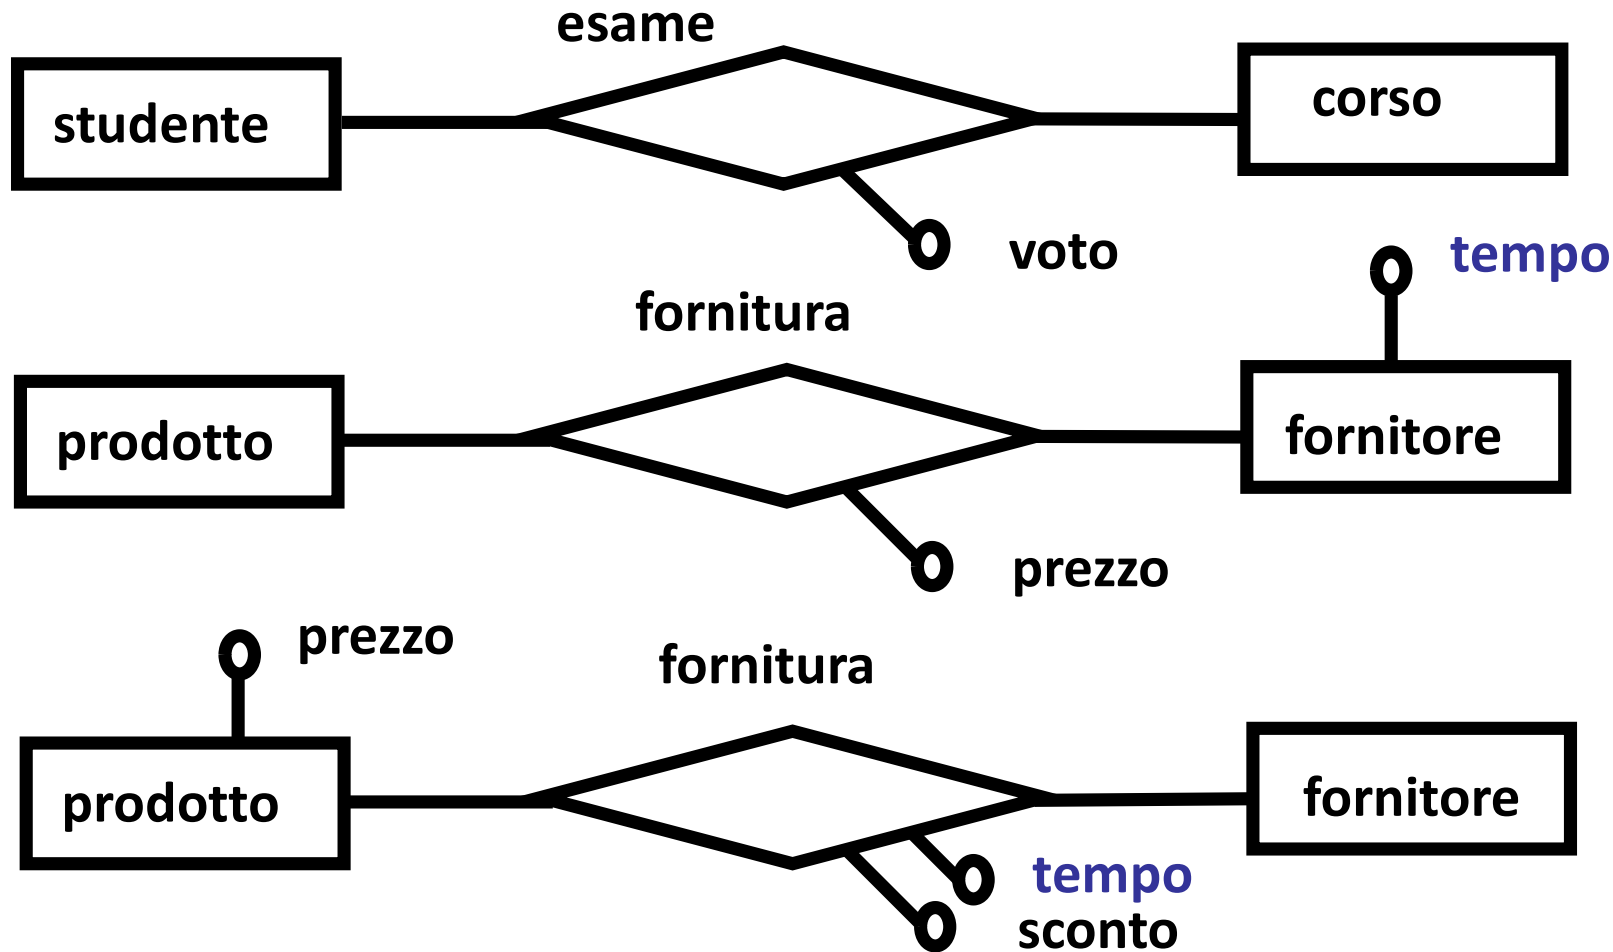 esame
studente
corso
voto
tempo
fornitura
prodotto
fornitore
prezzo
prezzo
fornitura
prodotto
fornitore
tempo
sconto